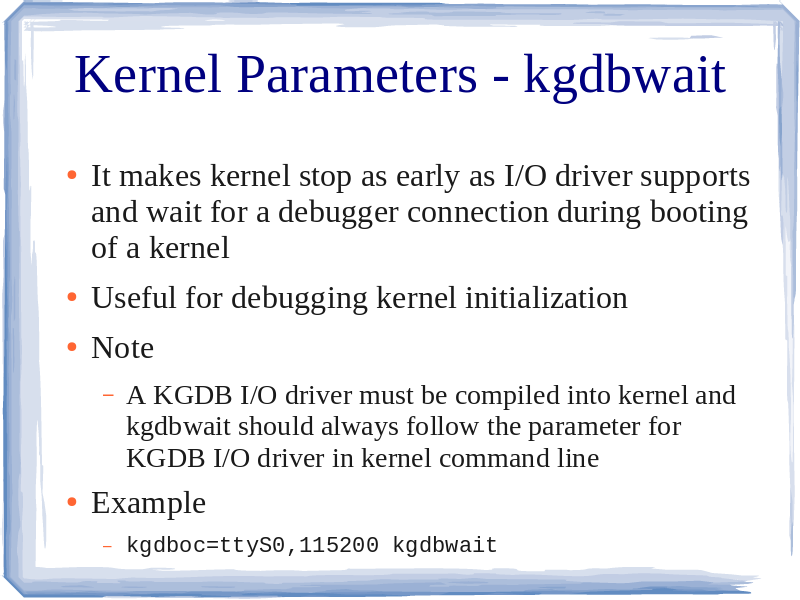 Kernel Parameters - kgdbwait
• It makes kernel stop as early as I/O driver supports
and wait for a debugger connection during booting
of a kernel
• Useful for debugging kernel initialization
• Note
– A KGDB I/O driver must be compiled into kernel and
kgdbwait should always follow the parameter for
KGDB I/O driver in kernel command line
• Example
– kgdboc=ttyS0,115200 kgdbwait